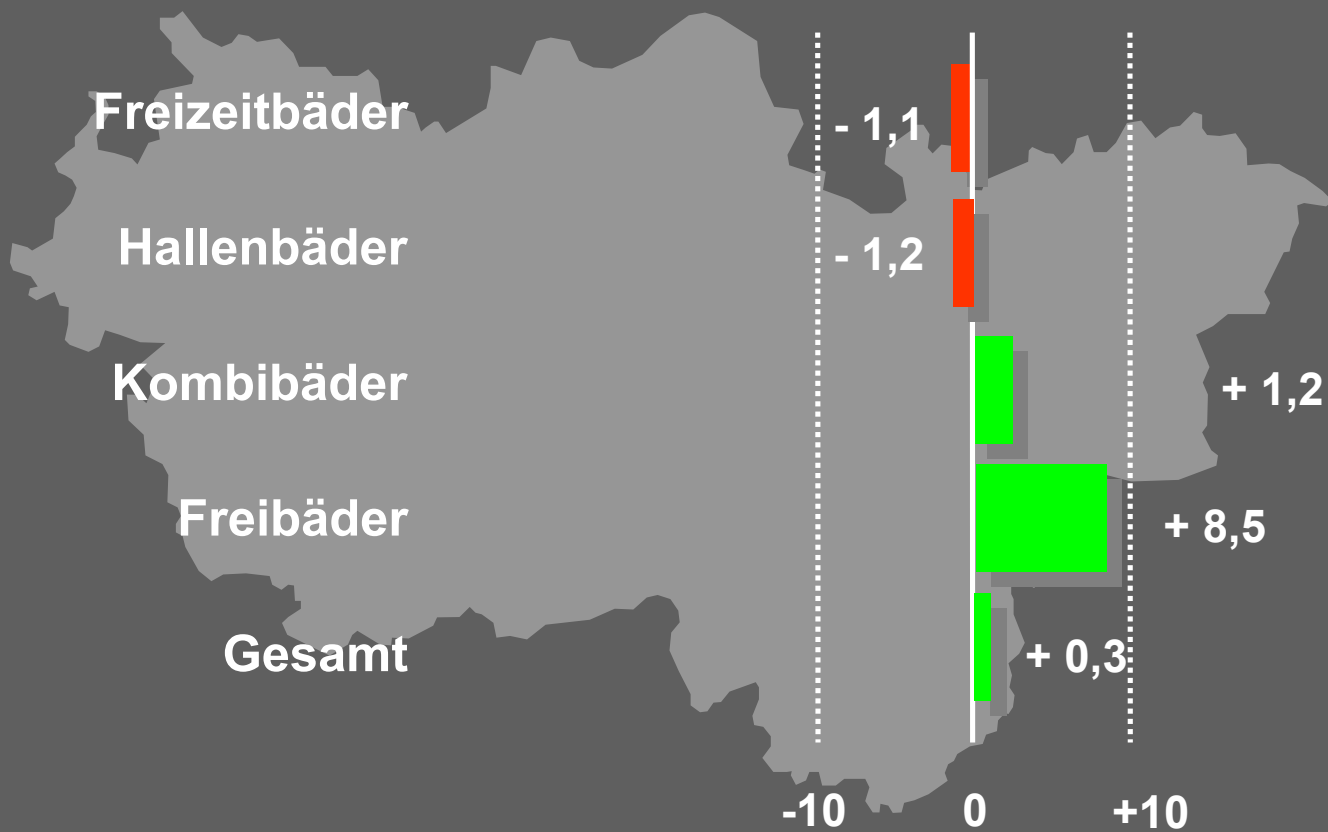 Freizeitbäder - 1,1
Hallenbäder - 1,2
Kombibäder + 1,2
Freibäder + 8,5
Gesamt + 0,3
-10 0 +10